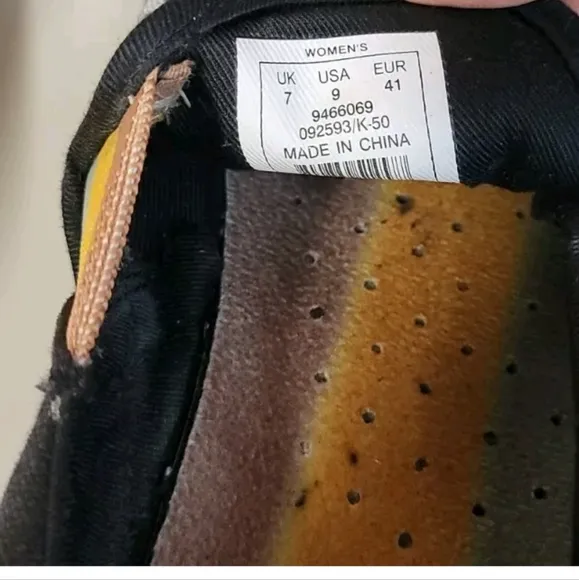 WOMEN'S
UK USA EUR
7 9 41
9466069
092593/K-50
MADE IN CHINA